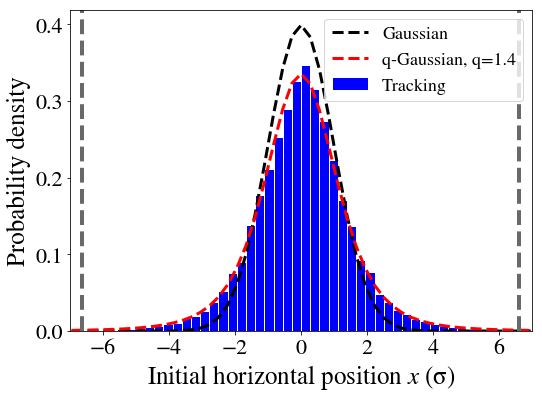 Gaussian
q-Gaussian, q=1.4
Tracking
Probability density
0.4
0.3
0.2
0.1
0.0
−6 −4 −2 0 2 4 6
Initial horizontal position x (σ)